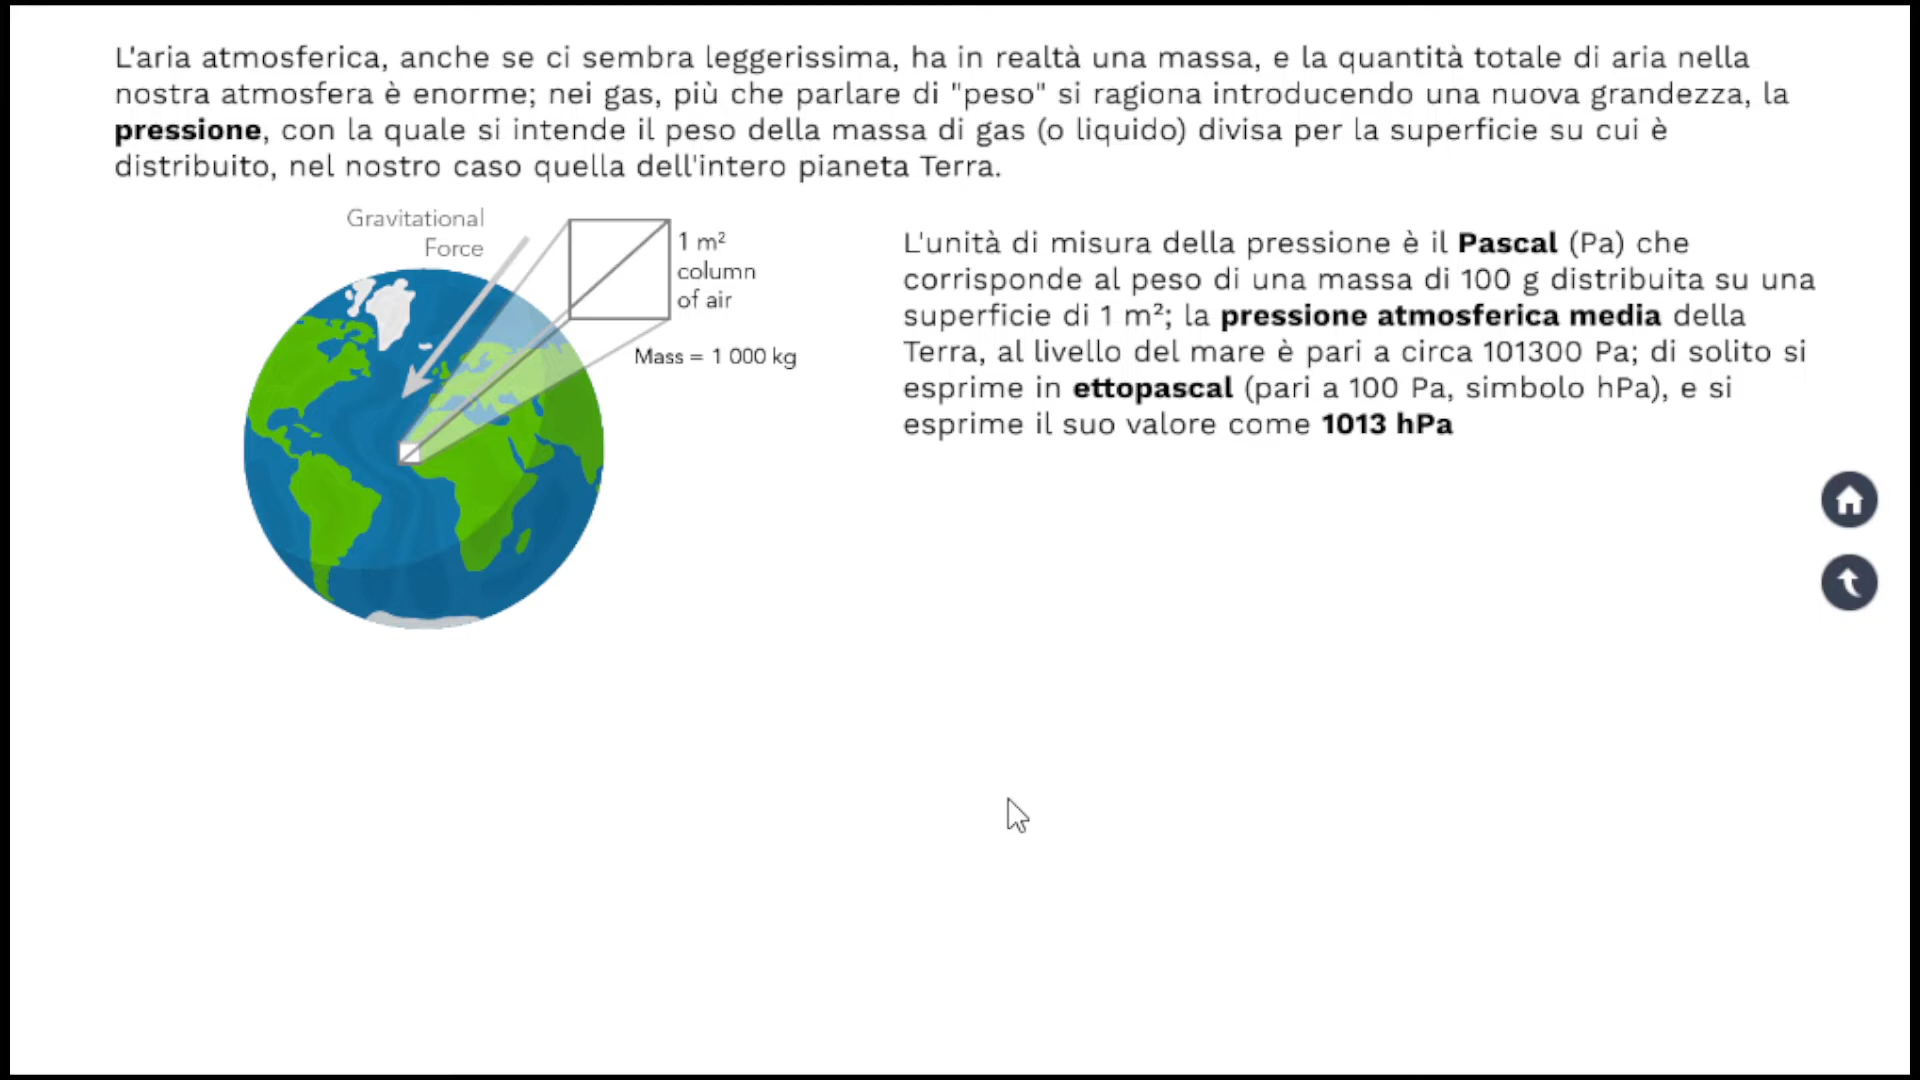 L'aria atmosferica, anche se ci sembra leggerissima, ha in realtà una massa, e la quantità totale di aria nella
nostra atmosfera è enorme; nei gas, più che parlare di "peso" si ragiona introducendo una nuova grandezza, la
pressione, con la quale si intende il peso della massa di gas (o liquido) divisa per la superficie su cui è
distribuito, nel nostro caso quella dell'intero pianeta Terra.
Gravitational
Force
1 m²
column
of air
Mass = 1 000 kg
L'unità di misura della pressione è il Pascal (Pa) che
corrisponde al peso di una massa di 100 g distribuita su una
superficie di 1 m²; la pressione atmosferica media della
Terra, al livello del mare è pari a circa 101300 Pa; di solito si
esprime in ettopascal (pari a 100 Pa, simbolo hPa), e si
esprime il suo valore come 1013 hPa